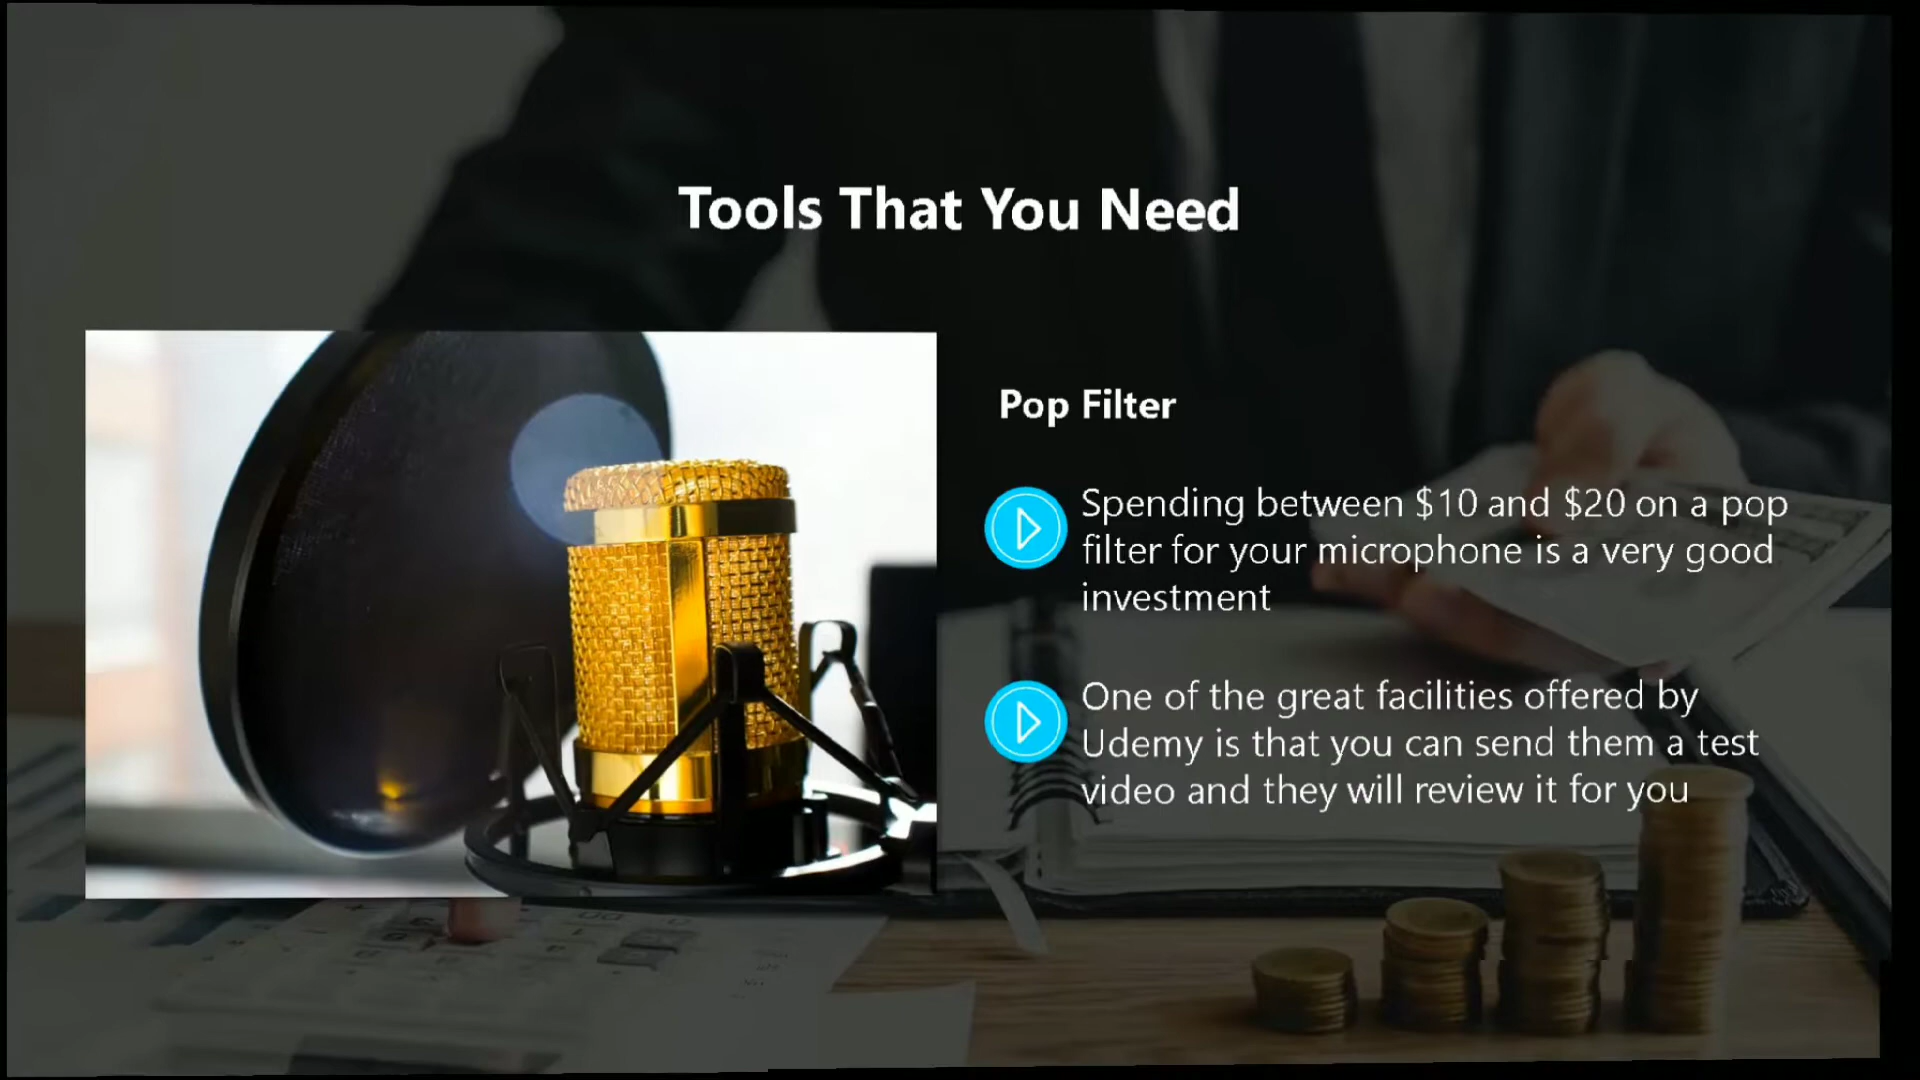 Tools That You Need
Pop Filter
Spending between $10 and $20 on a pop
filter for your microphone is a very good
investment
One of the great facilities offered by
Udemy is that you can send them a test
video and they will review it for you